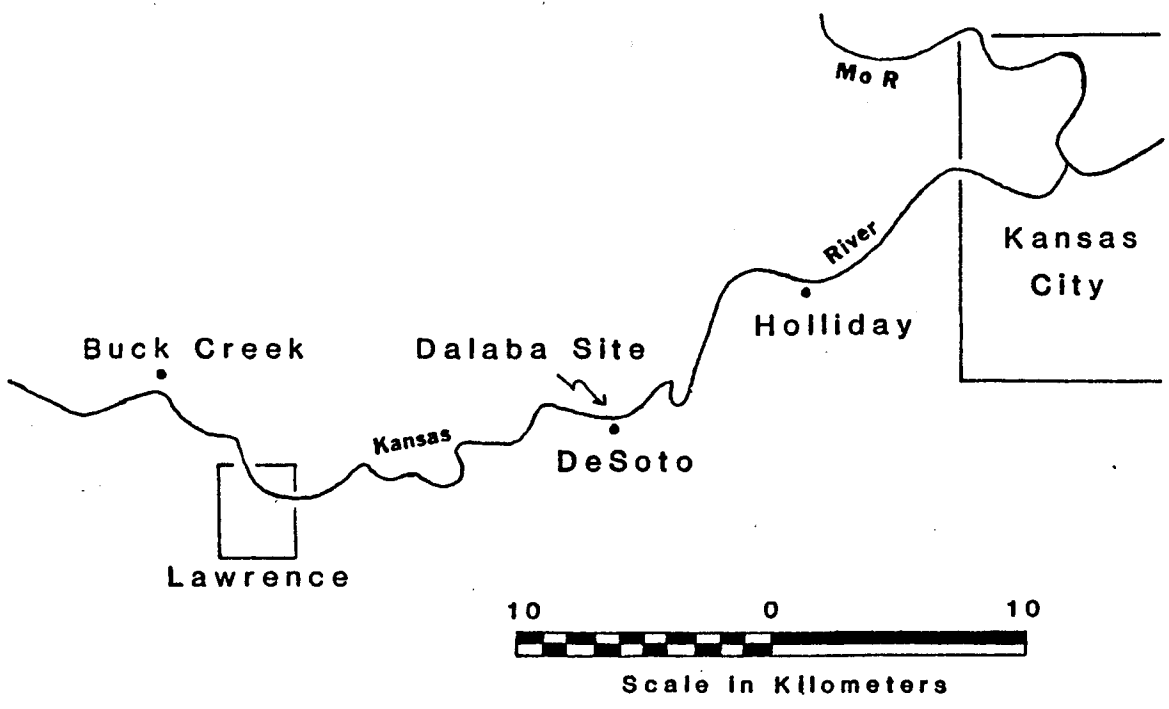 Mo R
Kansas
City
River
Holliday
Buck Creek
Dalaba Site
Kansas
DeSoto
Lawrence
10 0 10
Scale in Kilometers